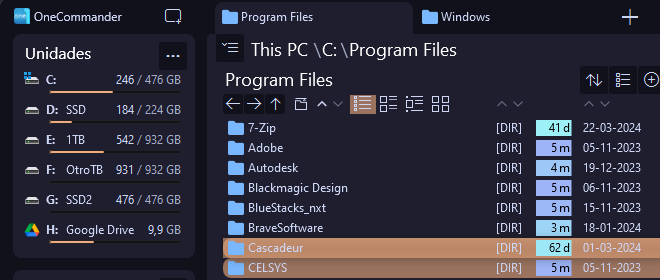 OneCommander
Program Files
Windows
Unidades ...
This PC \C: \Program Files
Program Files
C: 246 / 476 GB
D: SSD 184 / 224 GB
E: 1TB 542 / 932 GB
F: OtroTB 931 / 932 GB
G: SSD2 476 / 476 GB
H: Google Drive 9,9 GB
7-Zip [DIR] 41 d 22-03-2024
Adobe [DIR] 5 m 05-11-2023
Autodesk [DIR] 4 m 19-12-2023
Blackmagic Design [DIR] 5 m 06-11-2023
BlueStacks_nxt [DIR] 5 m 15-11-2023
BraveSoftware [DIR] 3 m 18-01-2024
Cascadeur [DIR] 62 d 01-03-2024
CELSYS [DIR] 5 m 05-11-2023